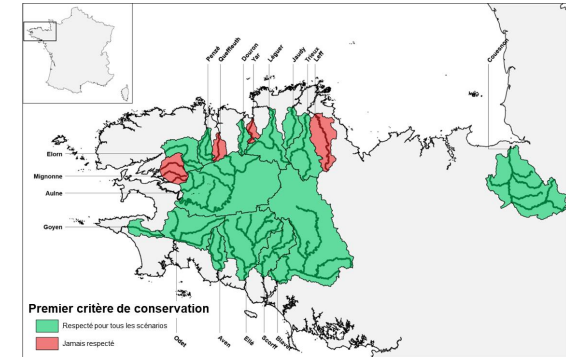 Penzé
Queffleuth
Douron
Yar
Léguer
Jaudy
Trieux
Leff
Couesnon
Elorn
Mignonne
Aulne
Goyen
Premier critère de conservation
Respecté pour tous les scénarios
Jamais respecté
Odet
Aven
Ellé
Scorff
Blavet